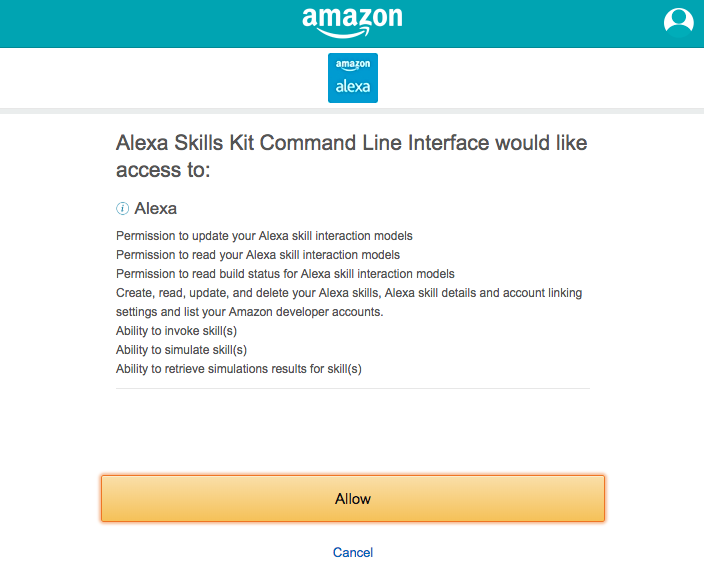 amazon
amazon
alexa
Alexa Skills Kit Command Line Interface would like
access to:
i Alexa
Permission to update your Alexa skill interaction models
Permission to read your Alexa skill interaction models
Permission to read build status for Alexa skill interaction models
Create, read, update, and delete your Alexa skills, Alexa skill details and account linking
settings and list your Amazon developer accounts.
Ability to invoke skill(s)
Ability to simulate skill(s)
Ability to retrieve simulations results for skill(s)
Allow
Cancel